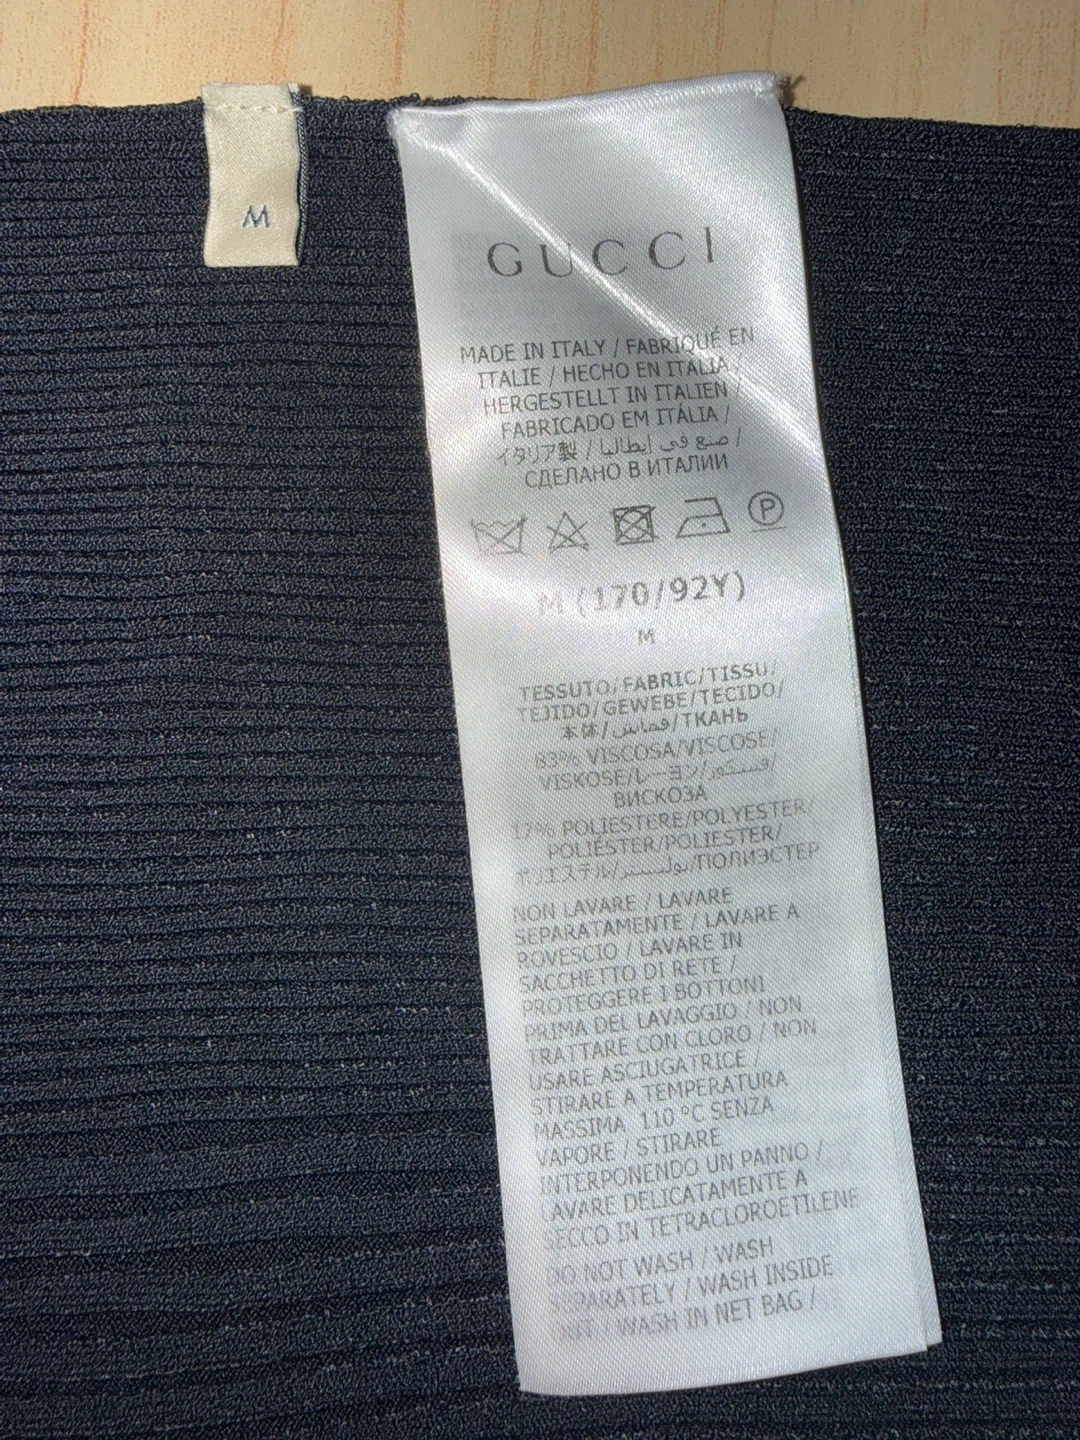 M
GUCCI
MADE IN ITALY / FABRIQUÉ EN
ITALIE / HECHO EN ITALIA /
HERGESTELLT IN ITALIEN /
FABRICADO EM ITÁLIA /
イタリア製 / صنع في إيطاليا /
СДЕЛАНО В ИТАЛИИ
P
M (170/92Y)
M
TESSUTO/FABRIC/TISSU/
TEJIDO/GEWEBE/TECIDO/
本体/قماش/ТКАНЬ
83% VISCOSA/VISCOSE/
VISKOSE/レーヨン/فسكوز/
ВИСКОЗА
17% POLIESTERE/POLYESTER/
POLIÉSTER/POLIESTER/
ポリエステル/بوليستر/ПОЛИЭСТЕР
NON LAVARE / LAVARE
SEPARATAMENTE / LAVARE A
ROVESCIO / LAVARE IN
SACCHETTO DI RETE /
PROTEGGERE I BOTTONI
PRIMA DEL LAVAGGIO / NON
TRATTARE CON CLORO / NON
USARE ASCIUGATRICE /
STIRARE A TEMPERATURA
MASSIMA 110 °C SENZA
VAPORE / STIRARE
INTERPONENDO UN PANNO /
LAVARE DELICATAMENTE A
SECCO IN TETRACLOROETILENE
DO NOT WASH / WASH
SEPARATELY / WASH INSIDE
OUT / WASH IN NET BAG /